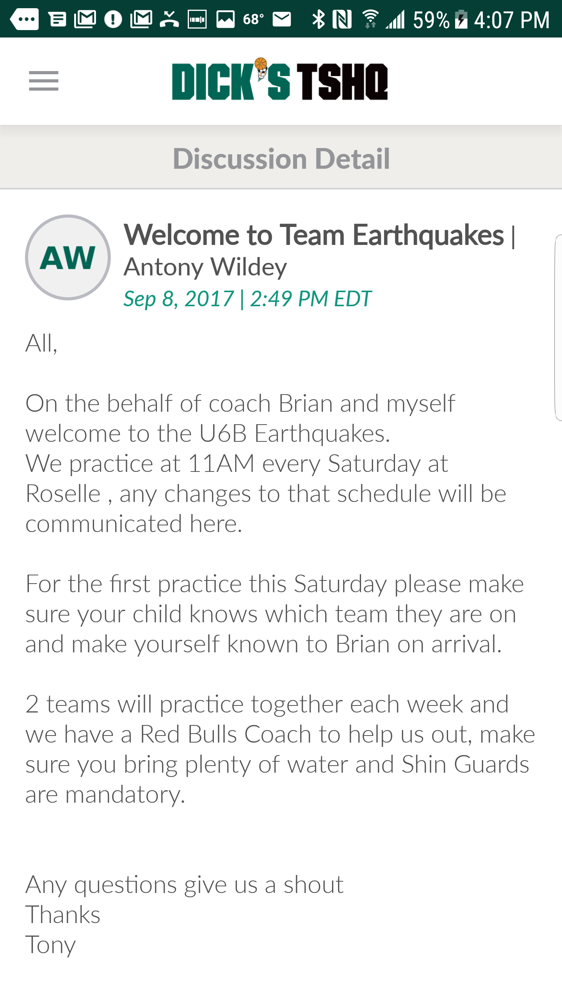 68° 59% 4:07 PM
DICK'S TSHQ
Discussion Detail
AW
Welcome to Team Earthquakes |
Antony Wildey
Sep 8, 2017 | 2:49 PM EDT
All,
On the behalf of coach Brian and myself
welcome to the U6B Earthquakes.
We practice at 11AM every Saturday at
Roselle , any changes to that schedule will be
communicated here.
For the first practice this Saturday please make
sure your child knows which team they are on
and make yourself known to Brian on arrival.
2 teams will practice together each week and
we have a Red Bulls Coach to help us out, make
sure you bring plenty of water and Shin Guards
are mandatory.
Any questions give us a shout
Thanks
Tony